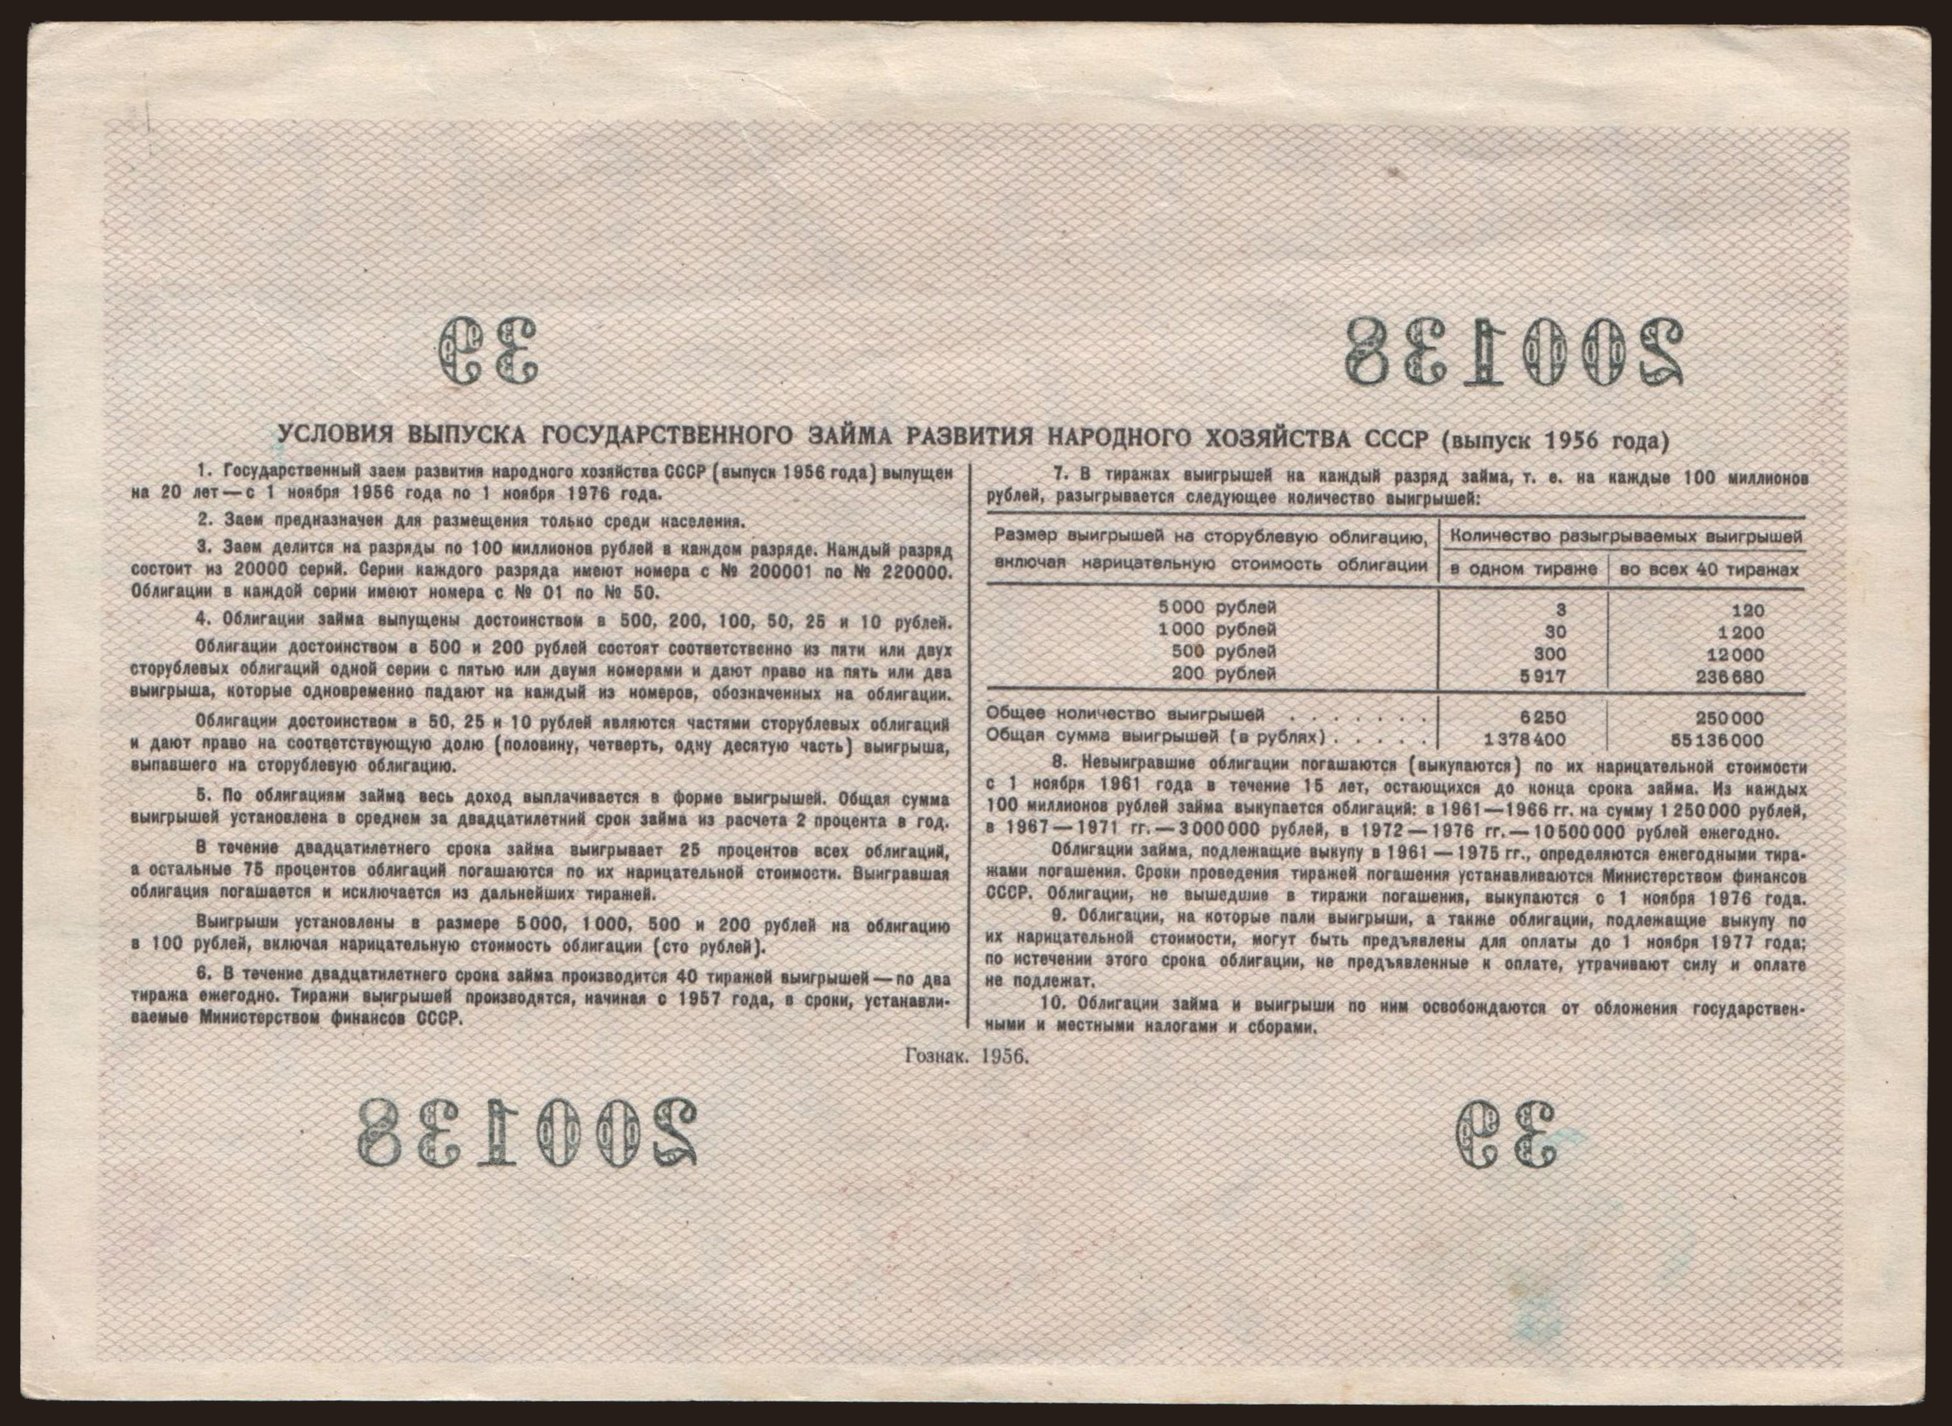 39 200138
УСЛОВИЯ ВЫПУСКА ГОСУДАРСТВЕННОГО ЗАЙМА РАЗВИТИЯ НАРОДНОГО ХОЗЯЙСТВА СССР (выпуск 1956 года)
1. Государственный заем развития народного хозяйства СССР (выпуск 1956 года) выпущен
на 20 лет—с 1 ноября 1956 года по 1 ноября 1976 года.
2. Заем предназначен для размещения только среди населения.
3. Заем делится на разряды по 100 миллионов рублей в каждом разряде. Каждый разряд
состоит из 20000 серий. Серии каждого разряда имеют номера с № 200001 по № 220000.
Облигации в каждой серии имеют номера с № 01 по № 50.
4. Облигации займа выпущены достоинством в 500, 200, 100, 50, 25 и 10 рублей.
Облигации достоинством в 500 и 200 рублей состоят соответственно из пяти или двух
сторублевых облигаций одной серии с пятью или двумя номерами и дают право на пять или два
выигрыша, которые одновременно падают на каждый из номеров, обозначенных на облигации.
Облигации достоинством в 50, 25 и 10 рублей являются частями сторублевых облигаций
и дают право на соответствующую долю (половину, четверть, одну десятую часть) выигрыша,
выпавшего на сторублевую облигацию.
5. По облигациям займа весь доход выплачивается в форме выигрышей. Общая сумма
выигрышей установлена в среднем за двадцатилетний срок займа из расчета 2 процента в год.
В течение двадцатилетнего срока займа выигрывает 25 процентов всех облигаций,
а остальные 75 процентов облигаций погашаются по их нарицательной стоимости. Выигравшая
облигация погашается и исключается из дальнейших тиражей.
Выигрыши установлены в размере 5000, 1000, 500 и 200 рублей на облигацию
в 100 рублей, включая нарицательную стоимость облигации (сто рублей).
6. В течение двадцатилетнего срока займа производится 40 тиражей выигрышей—по два
тиража ежегодно. Тиражи выигрышей производятся, начиная с 1957 года, в сроки, устанавли-
ваемые Министерством финансов СССР.
7. В тиражах выигрышей на каждый разряд займа, т. е. на каждые 100 миллионов
рублей, разыгрывается следующее количество выигрышей:
Размер выигрышей на сторублевую облигацию, Количество разыгрываемых выигрышей
включая нарицательную стоимость облигации в одном тираже во всех 40 тиражах
5000 рублей 3 120
1000 рублей 30 1200
500 рублей 300 12000
200 рублей 5917 236680
Общее количество выигрышей . . . . . . . 6250 250000
Общая сумма выигрышей (в рублях) . . . . . 1378400 55136000
8. Невыигравшие облигации погашаются (выкупаются) по их нарицательной стоимости
с 1 ноября 1961 года в течение 15 лет, остающихся до конца срока займа. Из каждых
100 миллионов рублей займа выкупается облигаций: в 1961—1966 гг. на сумму 1250000 рублей,
в 1967—1971 гг.—3000000 рублей, в 1972—1976 гг.—10500000 рублей ежегодно.
Облигации займа, подлежащие выкупу в 1961—1975 гг., определяются ежегодными тира-
жами погашения. Сроки проведения тиражей погашения устанавливаются Министерством финансов
СССР. Облигации, не вышедшие в тиражи погашения, выкупаются с 1 ноября 1976 года.
9. Облигации, на которые пали выигрыши, а также облигации, подлежащие выкупу по
их нарицательной стоимости, могут быть предъявлены для оплаты до 1 ноября 1977 года;
по истечении этого срока облигации, не предъявленные к оплате, утрачивают силу и оплате
не подлежат.
10. Облигации займа и выигрыши по ним освобождаются от обложения государствен-
ными и местными налогами и сборами.
Гознак. 1956.
200138 39